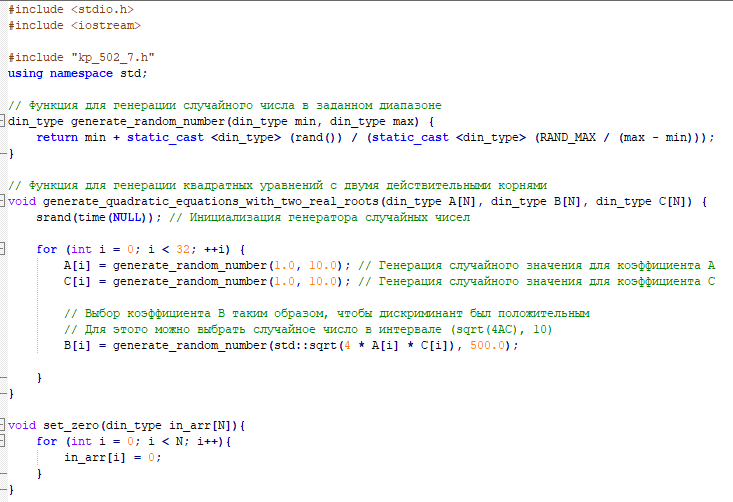 #include <stdio.h>
#include <iostream>
#include "kp_502_7.h"
using namespace std;
// Функция для генерации случайного числа в заданном диапазоне
din_type generate_random_number(din_type min, din_type max) {
    return min + static_cast <din_type> (rand()) / (static_cast <din_type> (RAND_MAX / (max - min)));
}
// Функция для генерации квадратных уравнений с двумя действительными корнями
void generate_quadratic_equations_with_two_real_roots(din_type A[N], din_type B[N], din_type C[N]) {
    srand(time(NULL)); // Инициализация генератора случайных чисел
    for (int i = 0; i < 32; ++i) {
        A[i] = generate_random_number(1.0, 10.0); // Генерация случайного значения для коэффициента A
        C[i] = generate_random_number(1.0, 10.0); // Генерация случайного значения для коэффициента C
        // Выбор коэффициента B таким образом, чтобы дискриминант был положительным
        // Для этого можно выбрать случайное число в интервале (sqrt(4AC), 10)
        B[i] = generate_random_number(std::sqrt(4 * A[i] * C[i]), 500.0);
    }
}
void set_zero(din_type in_arr[N]){
    for (int i = 0; i < N; i++){
        in_arr[i] = 0;
    }
}